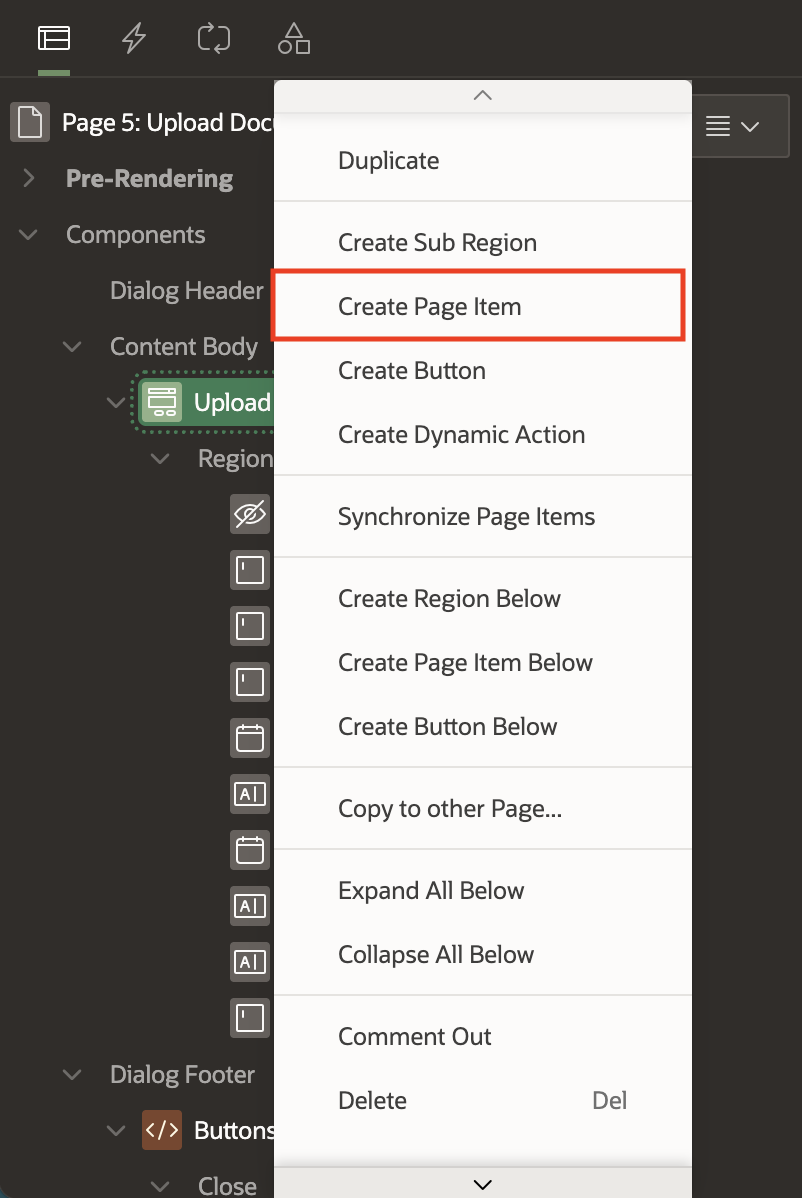 Page 5: Upload Docu
Pre-Rendering
Components
Dialog Header
Content Body
Upload
Region
Dialog Footer
</> Buttons
Close
Duplicate
Create Sub Region
Create Page Item
Create Button
Create Dynamic Action
Synchronize Page Items
Create Region Below
Create Page Item Below
Create Button Below
Copy to other Page...
Expand All Below
Collapse All Below
Comment Out
Delete Del